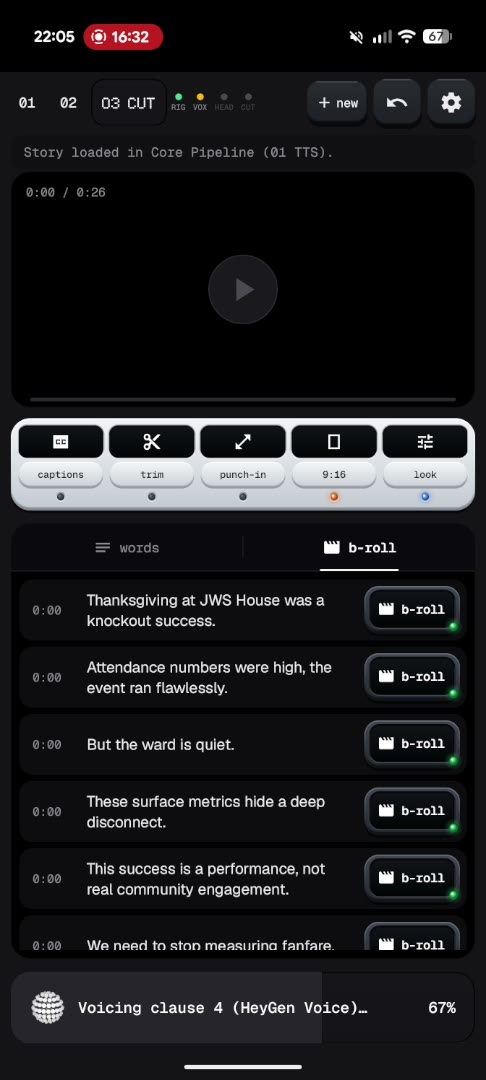 22:05 16:32 67
01 02 03 CUT RIG VOX HEAD CUT + new
Story loaded in Core Pipeline (01 TTS).
0:00 / 0:26
CC
captions trim punch-in 9:16 look
words b-roll
0:00 Thanksgiving at JWS House was a
knockout success. b-roll
0:00 Attendance numbers were high, the
event ran flawlessly. b-roll
0:00 But the ward is quiet. b-roll
0:00 These surface metrics hide a deep
disconnect. b-roll
0:00 This success is a performance, not
real community engagement. b-roll
0:00 We need to stop measuring fanfare. b-roll
Voicing clause 4 (HeyGen Voice)… 67%